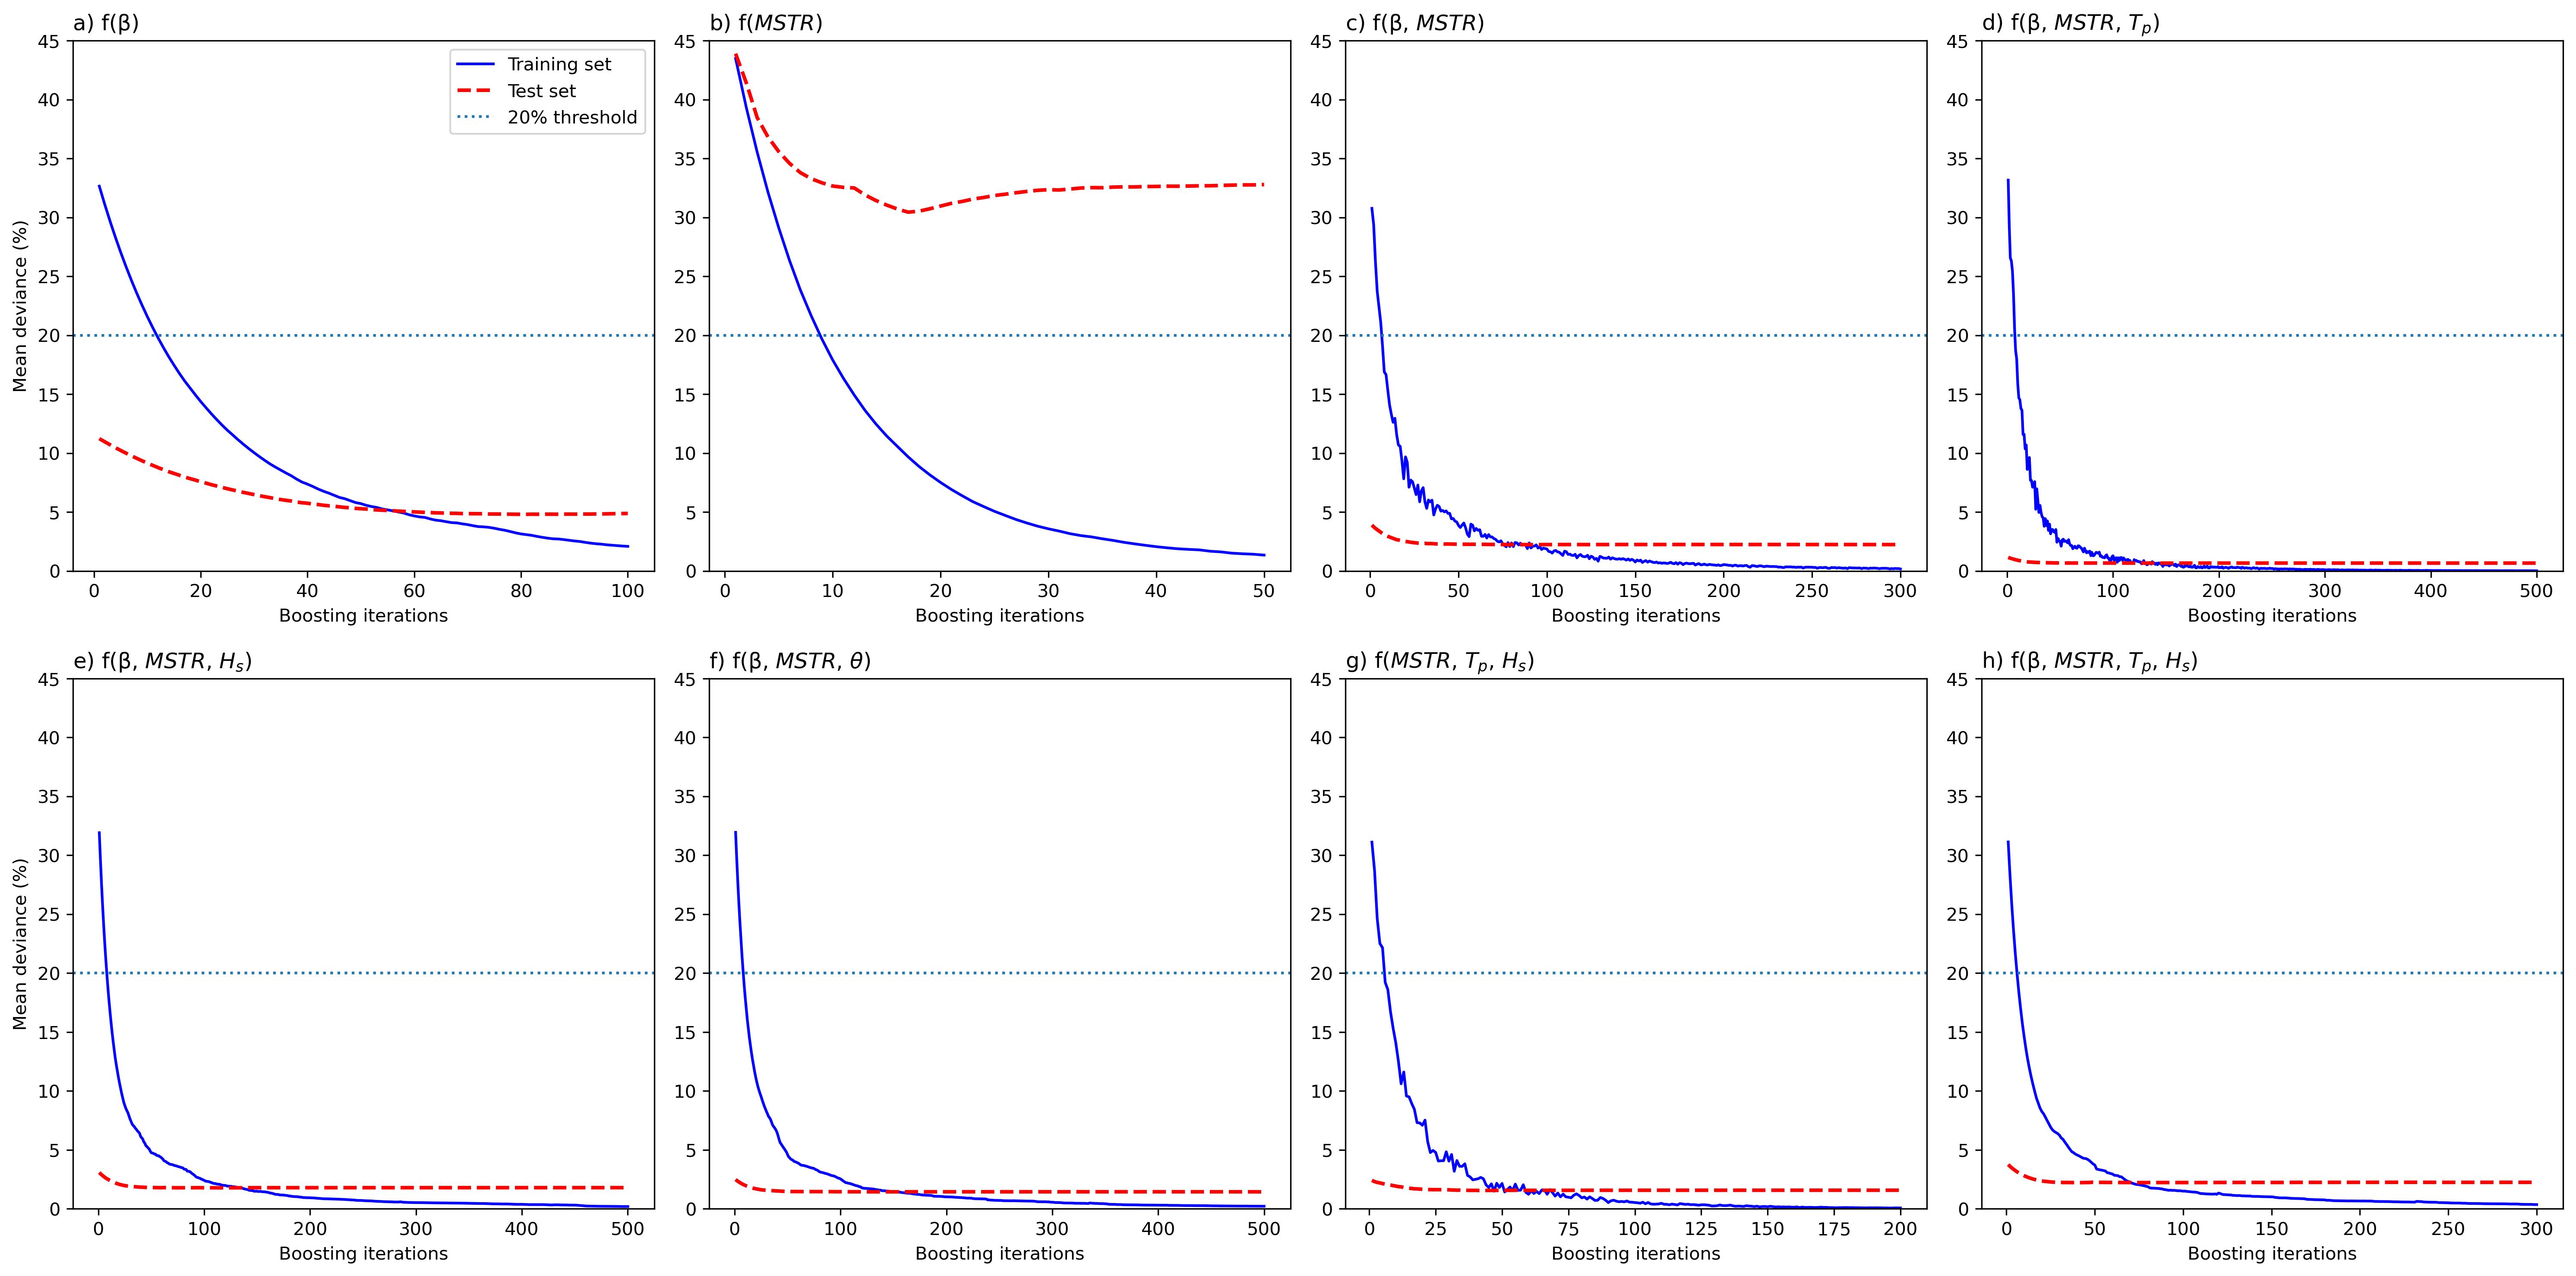 a) f(β)
45
40
35
30
25
20
15
10
5
0
Mean deviance (%)
Training set
Test set
20% threshold
0 20 40 60 80 100
Boosting iterations
b) f(MSTR)
45
40
35
30
25
20
15
10
5
0
0 10 20 30 40 50
Boosting iterations
c) f(β, MSTR)
45
40
35
30
25
20
15
10
5
0
0 50 100 150 200 250 300
Boosting iterations
d) f(β, MSTR, Tp)
45
40
35
30
25
20
15
10
5
0
0 100 200 300 400 500
Boosting iterations
e) f(β, MSTR, Hs)
45
40
35
30
25
20
15
10
5
0
Mean deviance (%)
0 100 200 300 400 500
Boosting iterations
f) f(β, MSTR, θ)
45
40
35
30
25
20
15
10
5
0
0 100 200 300 400 500
Boosting iterations
g) f(MSTR, Tp, Hs)
45
40
35
30
25
20
15
10
5
0
0 25 50 75 100 125 150 175 200
Boosting iterations
h) f(β, MSTR, Tp, Hs)
45
40
35
30
25
20
15
10
5
0
0 50 100 150 200 250 300
Boosting iterations